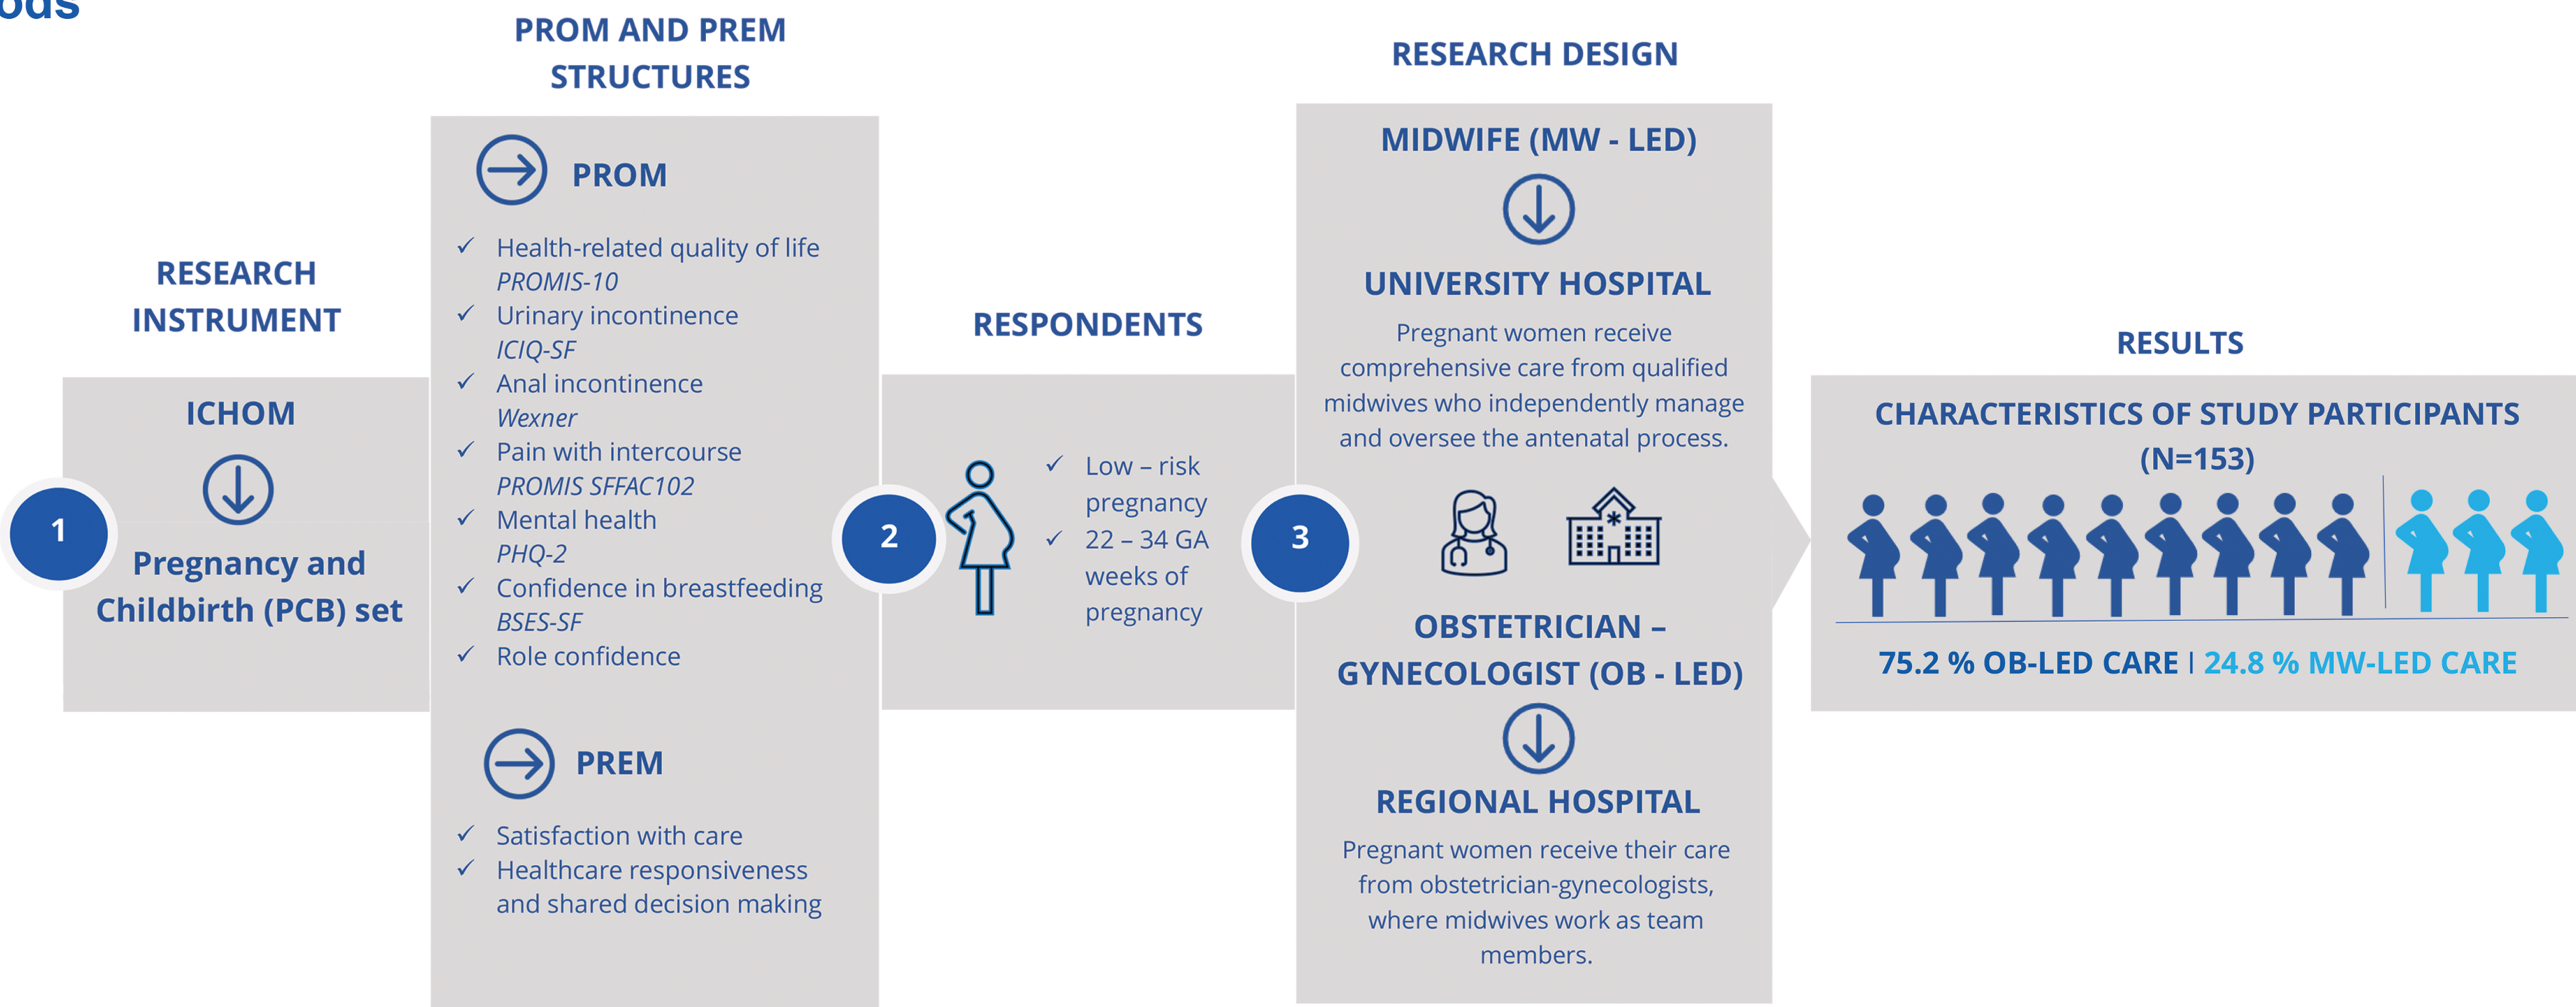 ods
RESEARCH
INSTRUMENT
ICHOM
1
Pregnancy and
Childbirth (PCB) set
PROM AND PREM
STRUCTURES
PROM
✓ Health-related quality of life
PROMIS-10
✓ Urinary incontinence
ICIQ-SF
✓ Anal incontinence
Wexner
✓ Pain with intercourse
PROMIS SFFAC102
✓ Mental health
PHQ-2
✓ Confidence in breastfeeding
BSES-SF
✓ Role confidence
PREM
✓ Satisfaction with care
✓ Healthcare responsiveness
and shared decision making
RESPONDENTS
2
✓ Low – risk
pregnancy
✓ 22 – 34 GA
weeks of
pregnancy
RESEARCH DESIGN
3
MIDWIFE (MW - LED)
UNIVERSITY HOSPITAL
Pregnant women receive
comprehensive care from qualified
midwives who independently manage
and oversee the antenatal process.
OBSTETRICIAN –
GYNECOLOGIST (OB - LED)
REGIONAL HOSPITAL
Pregnant women receive their care
from obstetrician-gynecologists,
where midwives work as team
members.
RESULTS
CHARACTERISTICS OF STUDY PARTICIPANTS
(N=153)
75.2 % OB-LED CARE | 24.8 % MW-LED CARE